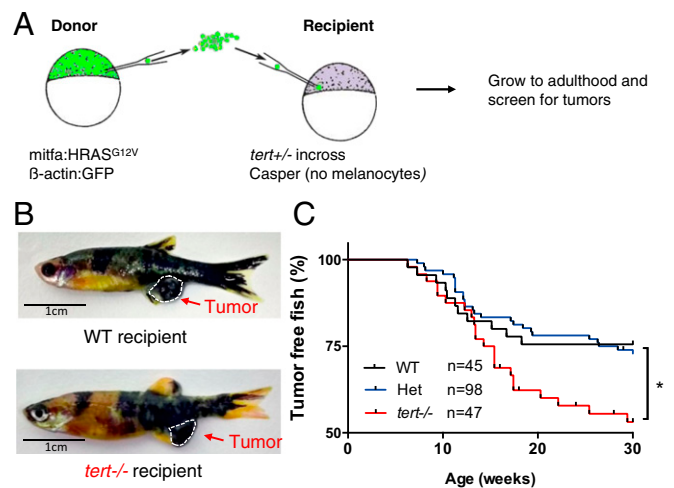 A
Donor
Recipient
mitfa:HRASG12V
ß-actin:GFP
tert+/- incross
Casper (no melanocytes)
Grow to adulthood and
screen for tumors
B
Tumor
1cm
WT recipient
Tumor
1cm
tert-/- recipient
C
Tumor free fish (%)
100
75
50
WT n=45
Het n=98
tert-/- n=47
*
0 10 20 30
Age (weeks)